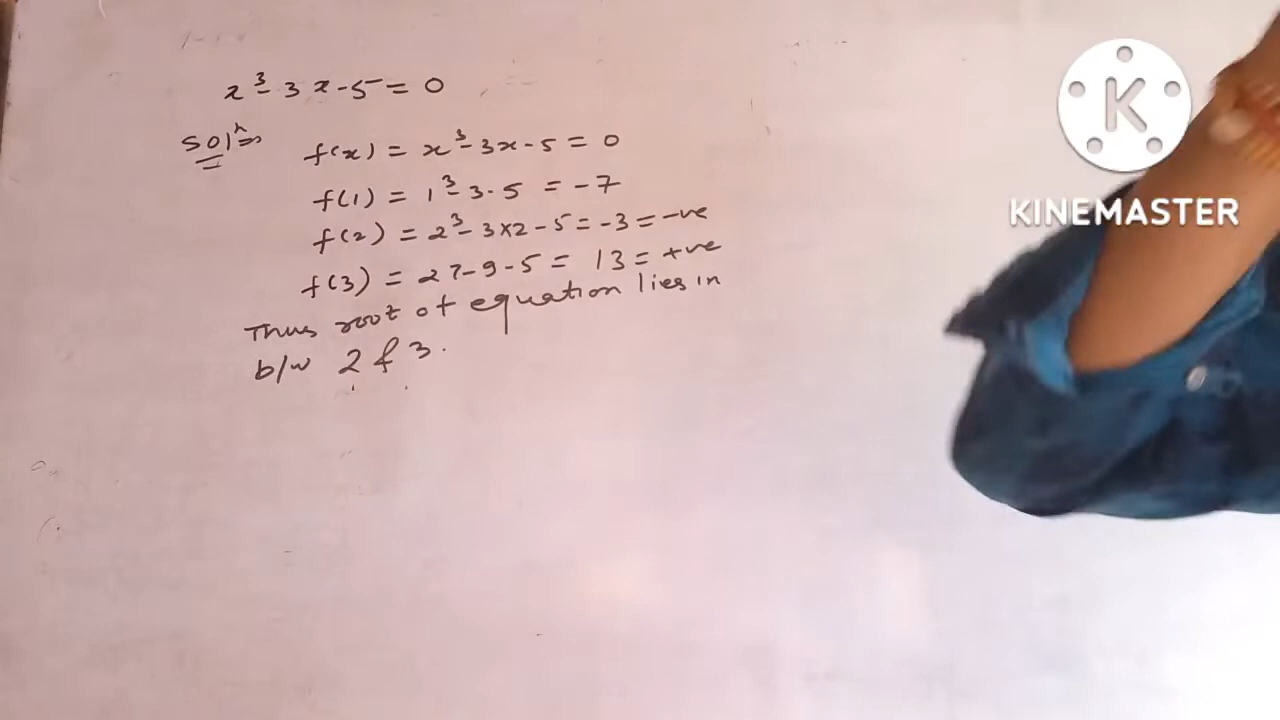 x³-3x-5=0
Solⁿ⇒
f(x) = x³-3x-5 = 0
f(1) = 1³-3-5 = -7
f(2) = 2³-3×2-5 = -3 = -ve
f(3) = 27-9-5 = 13 = +ve
Thus root of equation lies in
b/w 2 & 3.
K
KINEMASTER